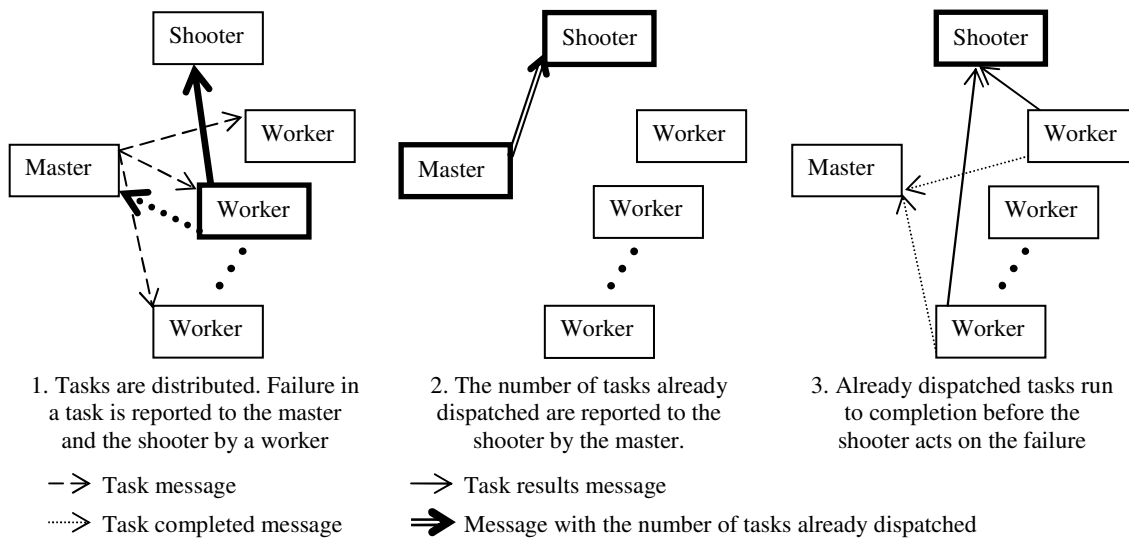 Shooter
Worker
Master
Worker
Worker
1. Tasks are distributed. Failure in
a task is reported to the master
and the shooter by a worker
Shooter
Worker
Master
Worker
Worker
2. The number of tasks already
dispatched are reported to the
shooter by the master.
Shooter
Worker
Master
Worker
Worker
3. Already dispatched tasks run
to completion before the
shooter acts on the failure
Task message
Task results message
Task completed message
Message with the number of tasks already dispatched